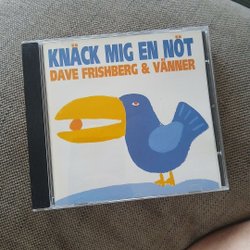 KNÄCK MIG EN NÖT
DAVE FRISHBERG & VÄNNER